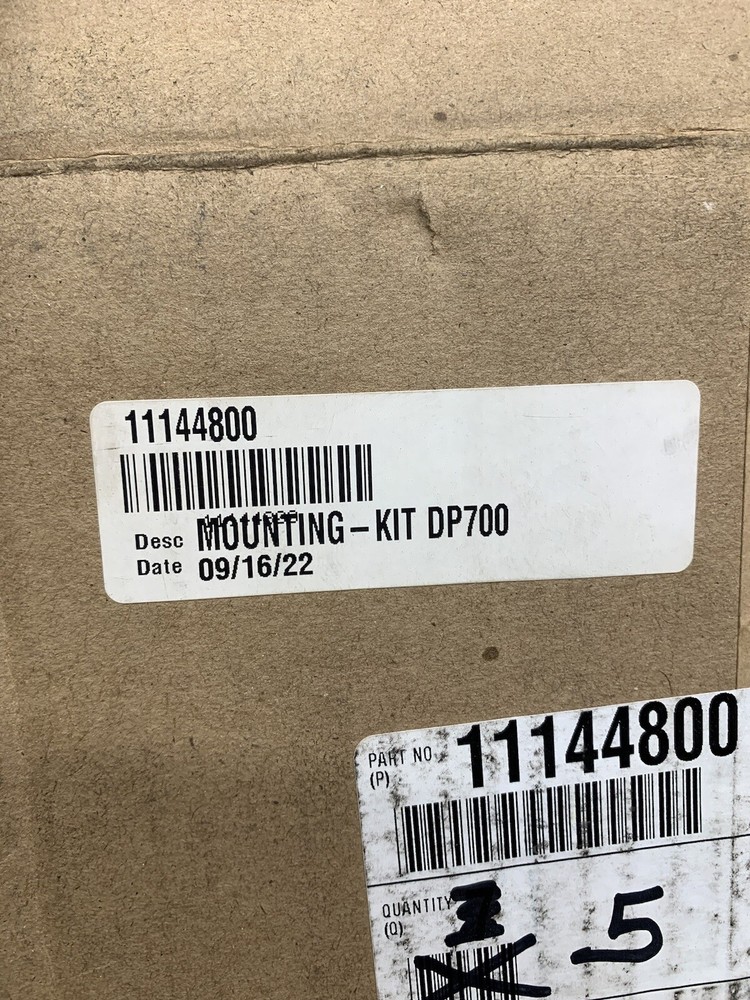 11144800
Desc MOUNTING-KIT DP700
Date 09/16/22
PART NO
(P)
11144800
QUANTITY
(Q)
5